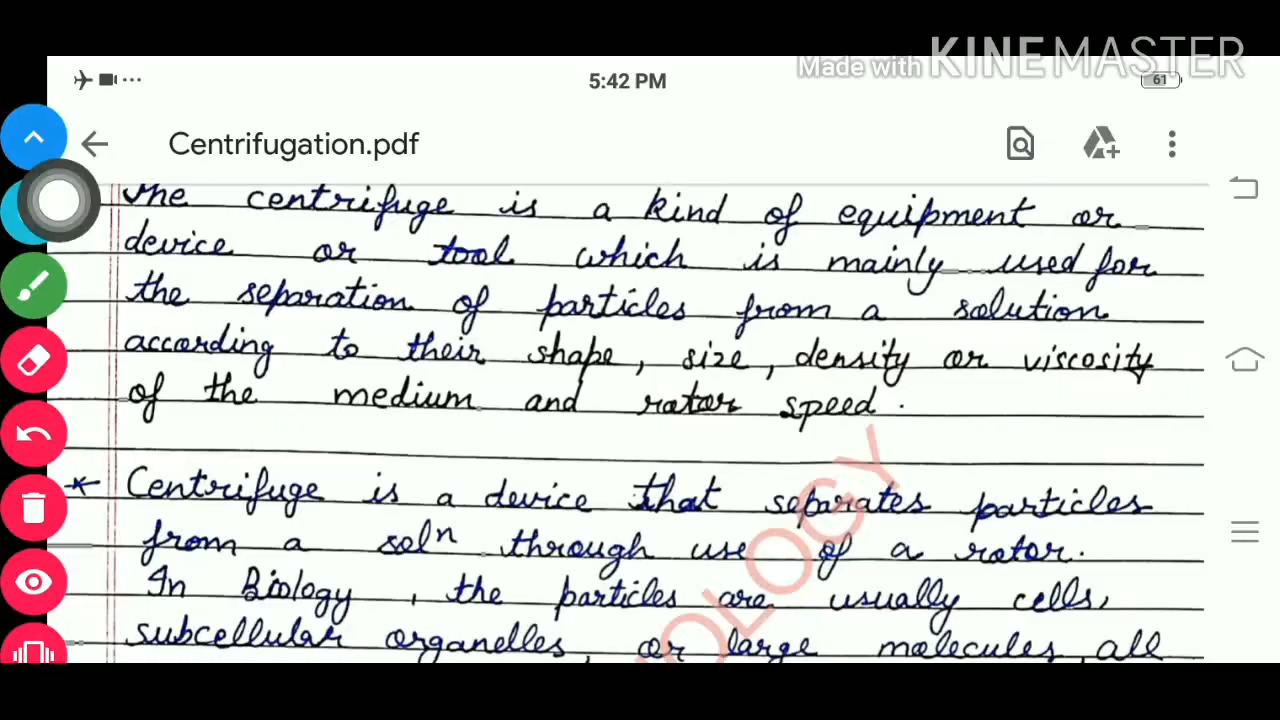 Made with KINEMASTER
5:42 PM
61
Centrifugation.pdf
The centrifuge is a kind of equipment or
device or tool which is mainly used for
the separation of particles from a solution
according to their shape, size, density or viscosity
of the medium and rotor speed.
* Centrifuge is a device that separates particles
from a solⁿ through use of a rotor.
In Biology, the particles are usually cells,
subcellular organelles, or large molecules, all
OLOGY